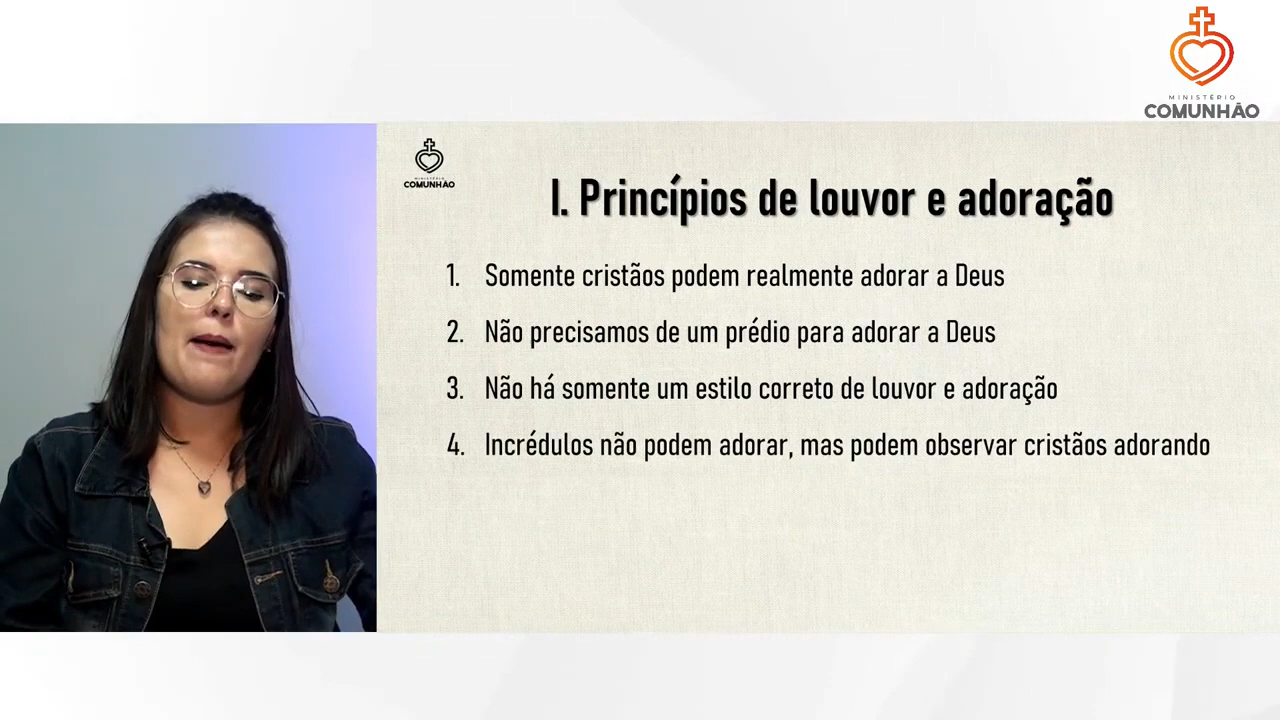 MINISTÉRIO
COMUNHÃO
COMUNHÃO
I. Princípios de louvor e adoração
1. Somente cristãos podem realmente adorar a Deus
2. Não precisamos de um prédio para adorar a Deus
3. Não há somente um estilo correto de louvor e adoração
4. Incrédulos não podem adorar, mas podem observar cristãos adorando